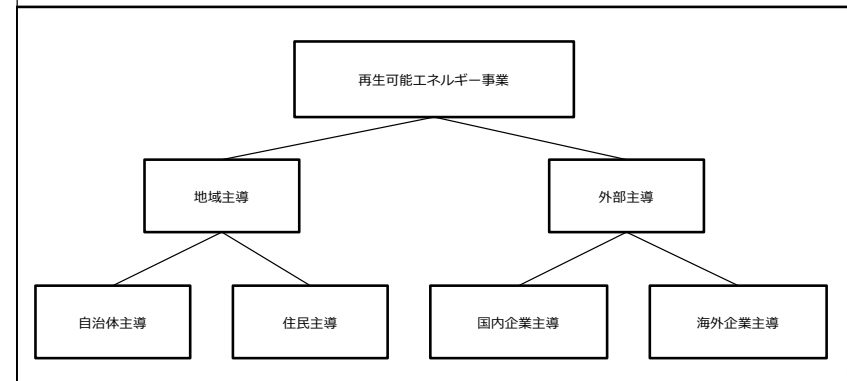 再生可能エネルギー事業
地域主導
外部主導
自治体主導
住民主導
国内企業主導
海外企業主導